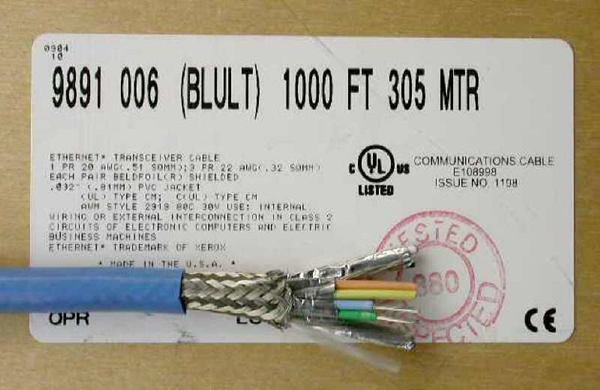 0904
10
9891 006 (BLULT) 1000 FT 305 MTR
ETHERNET* TRANSCEIVER CABLE
1 PR 20 AWG(.51 SOMM);3 PR 22 AWG(.32 SOMM)
EACH PAIR BELDFOIL(R) SHIELDED
.032" (.81MM) PVC JACKET
(UL) TYPE CM; C(UL) TYPE CM
AWM STYLE 2919 80C 30V USE: INTERNAL
WIRING OR EXTERNAL INTERCONNECTION IN CLASS 2
CIRCUITS OF ELECTRONIC COMPUTERS AND ELECTRIC
BUSINESS MACHINES
ETHERNET* TRADEMARK OF XEROX
* MADE IN THE U.S.A. *
C UL US
LISTED
COMMUNICATIONS CABLE
E108998
ISSUE NO. 1198
TESTED
880
OPR
CE